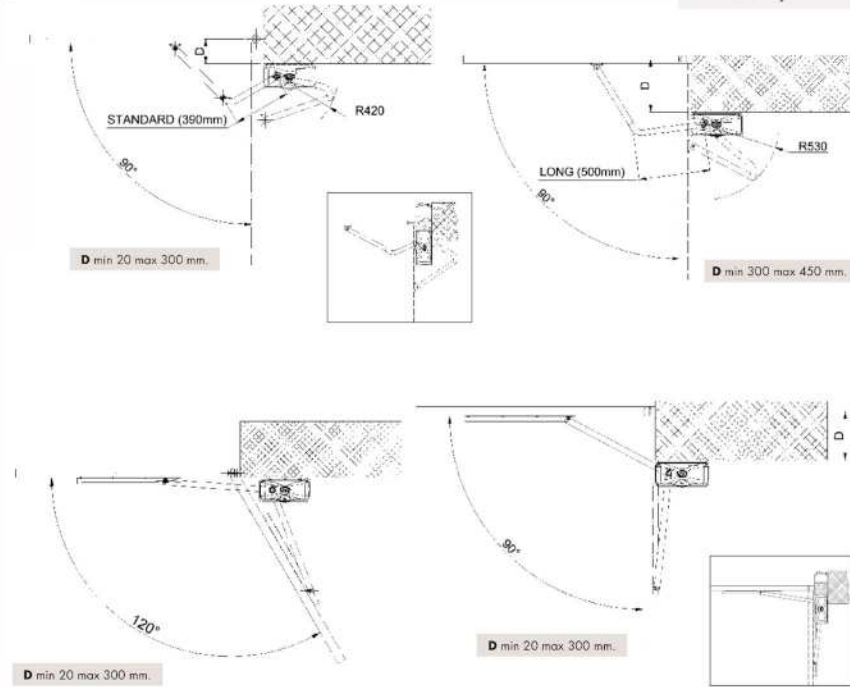 D
STANDARD (390mm)
R420
90°
D min 20 max 300 mm.
D
LONG (500mm)
R530
90°
D min 300 max 450 mm.
120°
D min 20 max 300 mm.
D
90°
D min 20 max 300 mm.